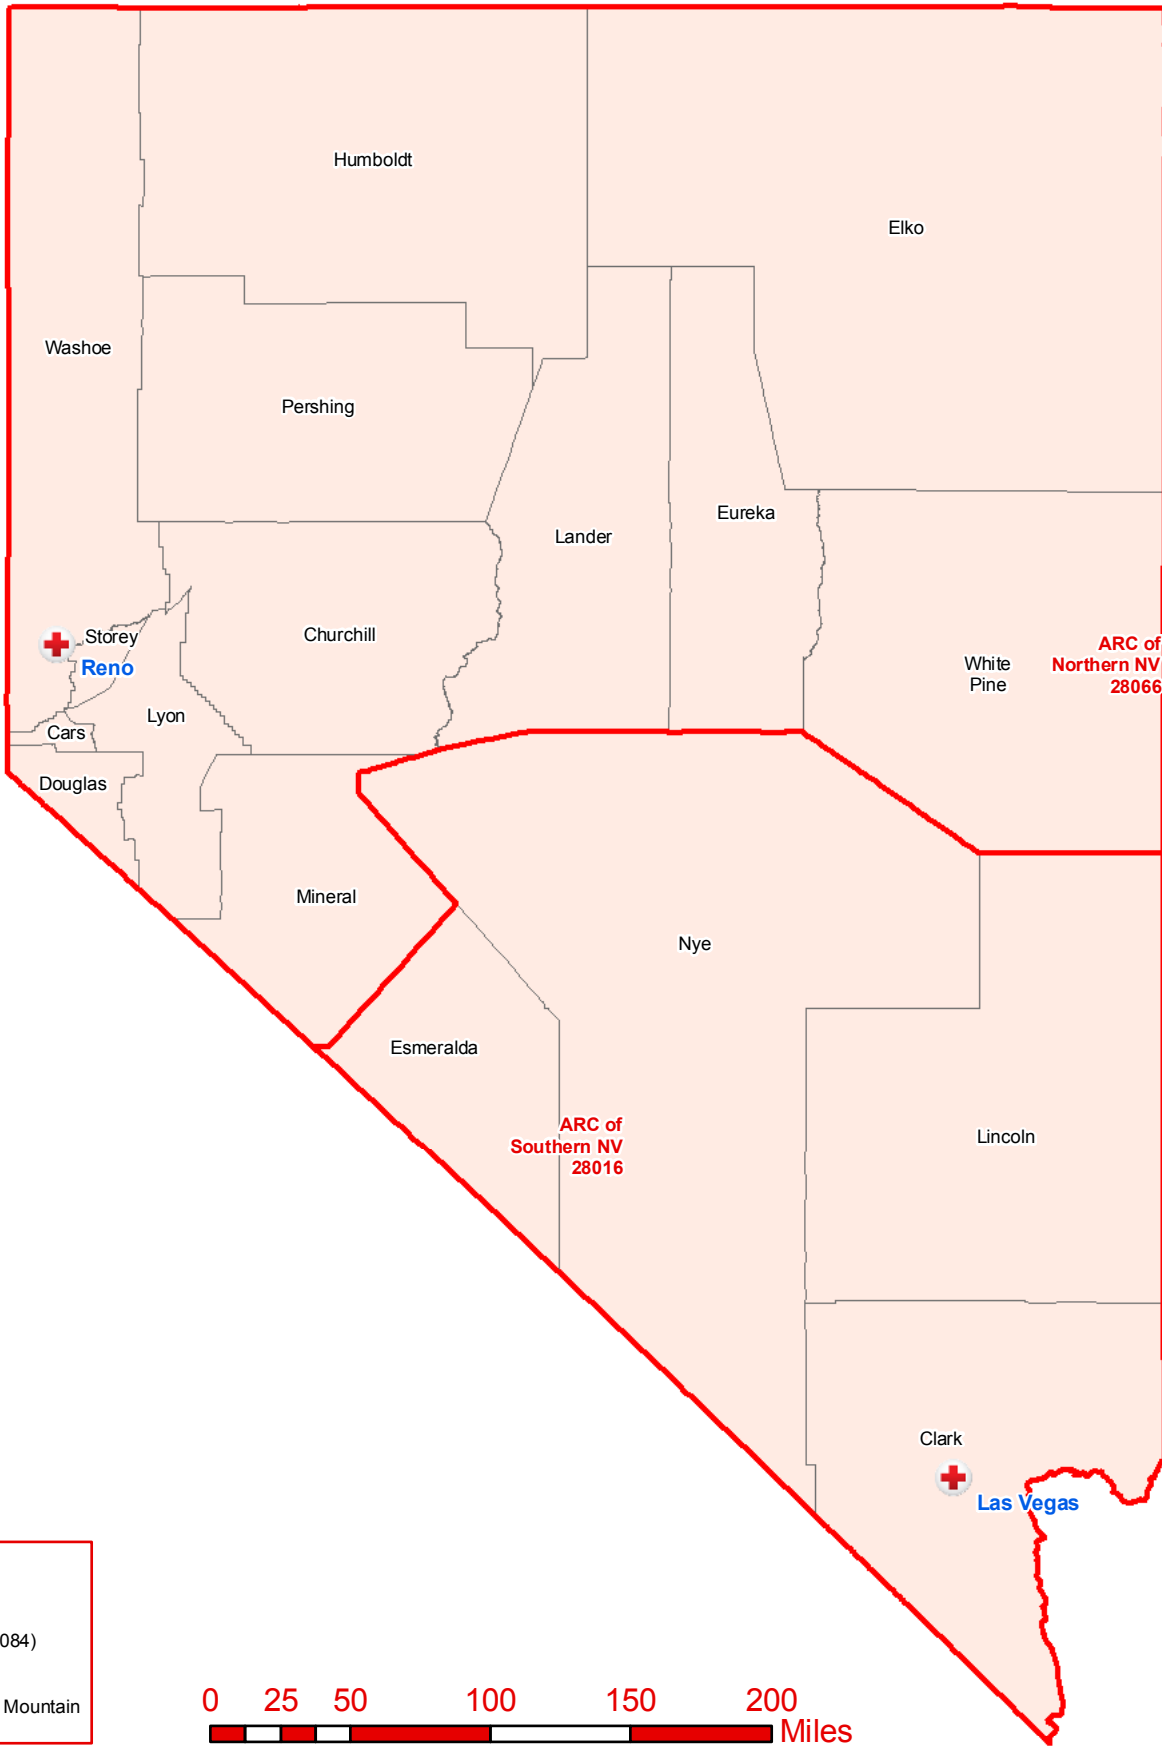 Humboldt
Elko
Washoe
Pershing
Eureka
Lander
Storey
Churchill
ARC of
Northern NV
28066
White
Pine
Reno
Lyon
Cars
Douglas
Mineral
Nye
Esmeralda
ARC of
Southern NV
28016
Lincoln
Clark
Las Vegas
084)
Mountain
0 25 50 100 150 200
Miles